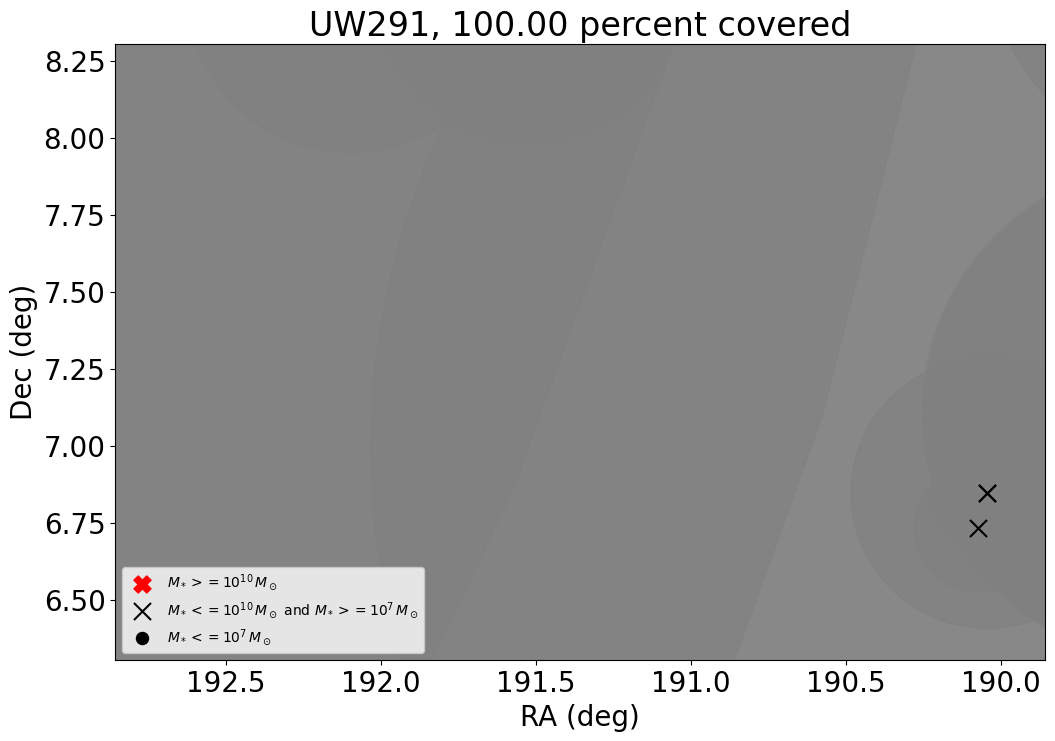 UW291, 100.00 percent covered
8.25
8.00
7.75
7.50
7.25
7.00
6.75
6.50
Dec (deg)
M* >= 10^10 M⊙
M* <= 10^10 M⊙ and M* >= 10^7 M⊙
M* <= 10^7 M⊙
192.5 192.0 191.5 191.0 190.5 190.0
RA (deg)